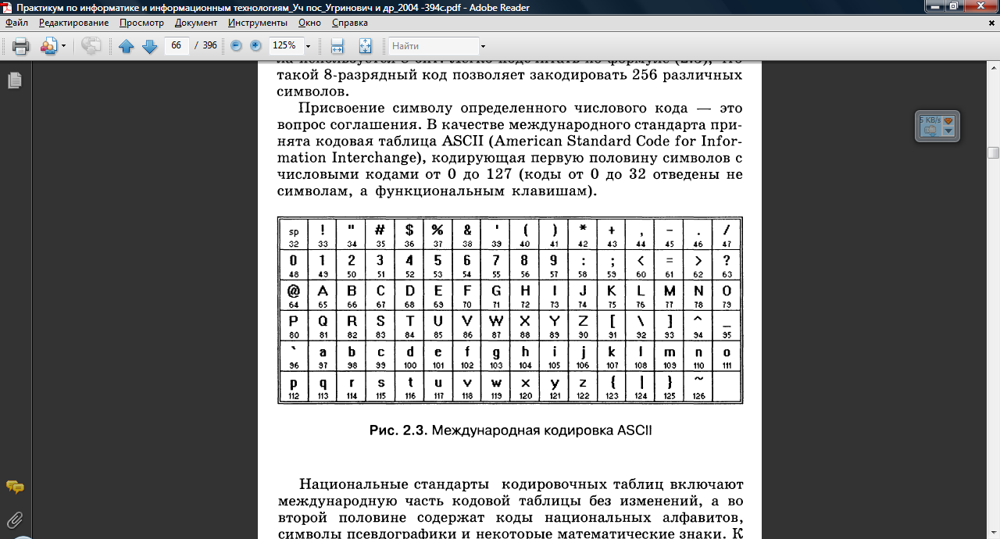 Практикум по информатике и информационным технологиям_Уч пос_Угринович и др_2004 -394с.pdf - Adobe Reader
Файл Редактирование Просмотр Документ Инструменты Окно Справка
66 / 396 125% Найти
такой 8-разрядный код позволяет закодировать 256 различных
символов.
Присвоение символу определенного числового кода — это
вопрос соглашения. В качестве международного стандарта при-
нята кодовая таблица ASCII (American Standard Code for Infor-
mation Interchange), кодирующая первую половину символов с
числовыми кодами от 0 до 127 (коды от 0 до 32 отведены не
символам, а функциональным клавишам).
5 KB/s
sp ! " # $ % & ' ( ) * + , - . /
32 33 34 35 36 37 38 39 40 41 42 43 44 45 46 47
0 1 2 3 4 5 6 7 8 9 : ; < = > ?
48 49 50 51 52 53 54 55 56 57 58 59 60 61 62 63
@ A B C D E F G H I J K L M N O
64 65 66 67 68 69 70 71 72 73 74 75 76 77 78 79
P Q R S T U V W X Y Z [ \ ] ^ _
80 81 82 83 84 85 86 87 88 89 90 91 92 93 94 95
` a b c d e f g h i j k l m n o
96 97 98 99 100 101 102 103 104 105 106 107 108 109 110 111
p q r s t u v w x y z { | } ~
112 113 114 115 116 117 118 119 120 121 122 123 124 125 126
Рис. 2.3. Международная кодировка ASCII
Национальные стандарты кодировочных таблиц включают
международную часть кодовой таблицы без изменений, а во
второй половине содержат коды национальных алфавитов,
символы псевдографики и некоторые математические знаки. К